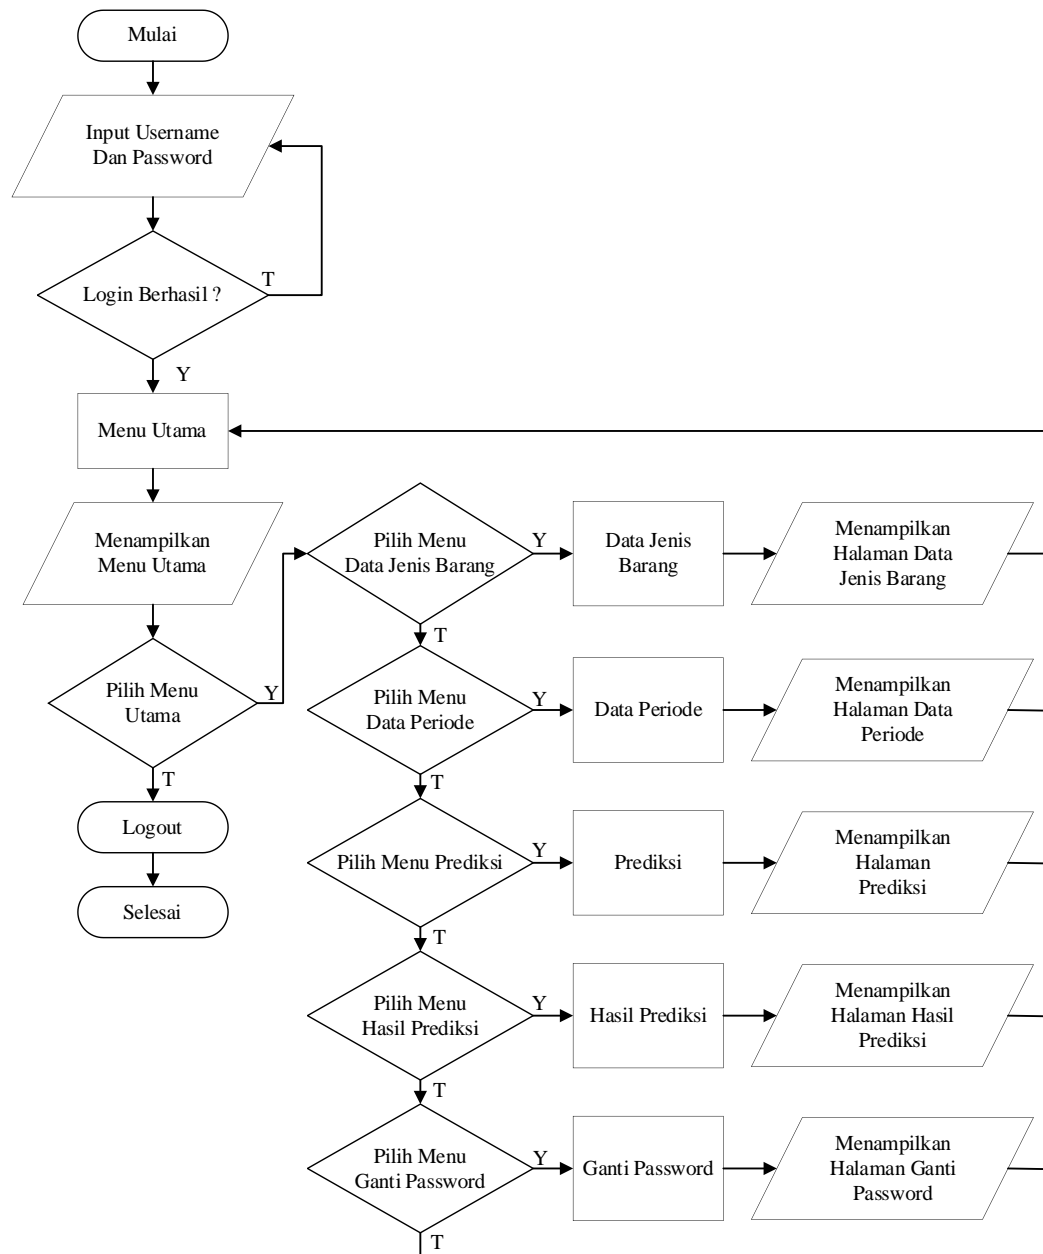 Mulai
Input Username
Dan Password
Login Berhasil ?
T
Y
Menu Utama
Menampilkan
Menu Utama
Pilih Menu
Utama
Y
T
Logout
Selesai
Pilih Menu
Data Jenis Barang
Y
Data Jenis
Barang
Menampilkan
Halaman Data
Jenis Barang
T
Pilih Menu
Data Periode
Y
Data Periode
Menampilkan
Halaman Data
Periode
T
Pilih Menu Prediksi
Y
Prediksi
Menampilkan
Halaman
Prediksi
T
Pilih Menu
Hasil Prediksi
Y
Hasil Prediksi
Menampilkan
Halaman Hasil
Prediksi
T
Pilih Menu
Ganti Password
Y
Ganti Password
Menampilkan
Halaman Ganti
Password
T